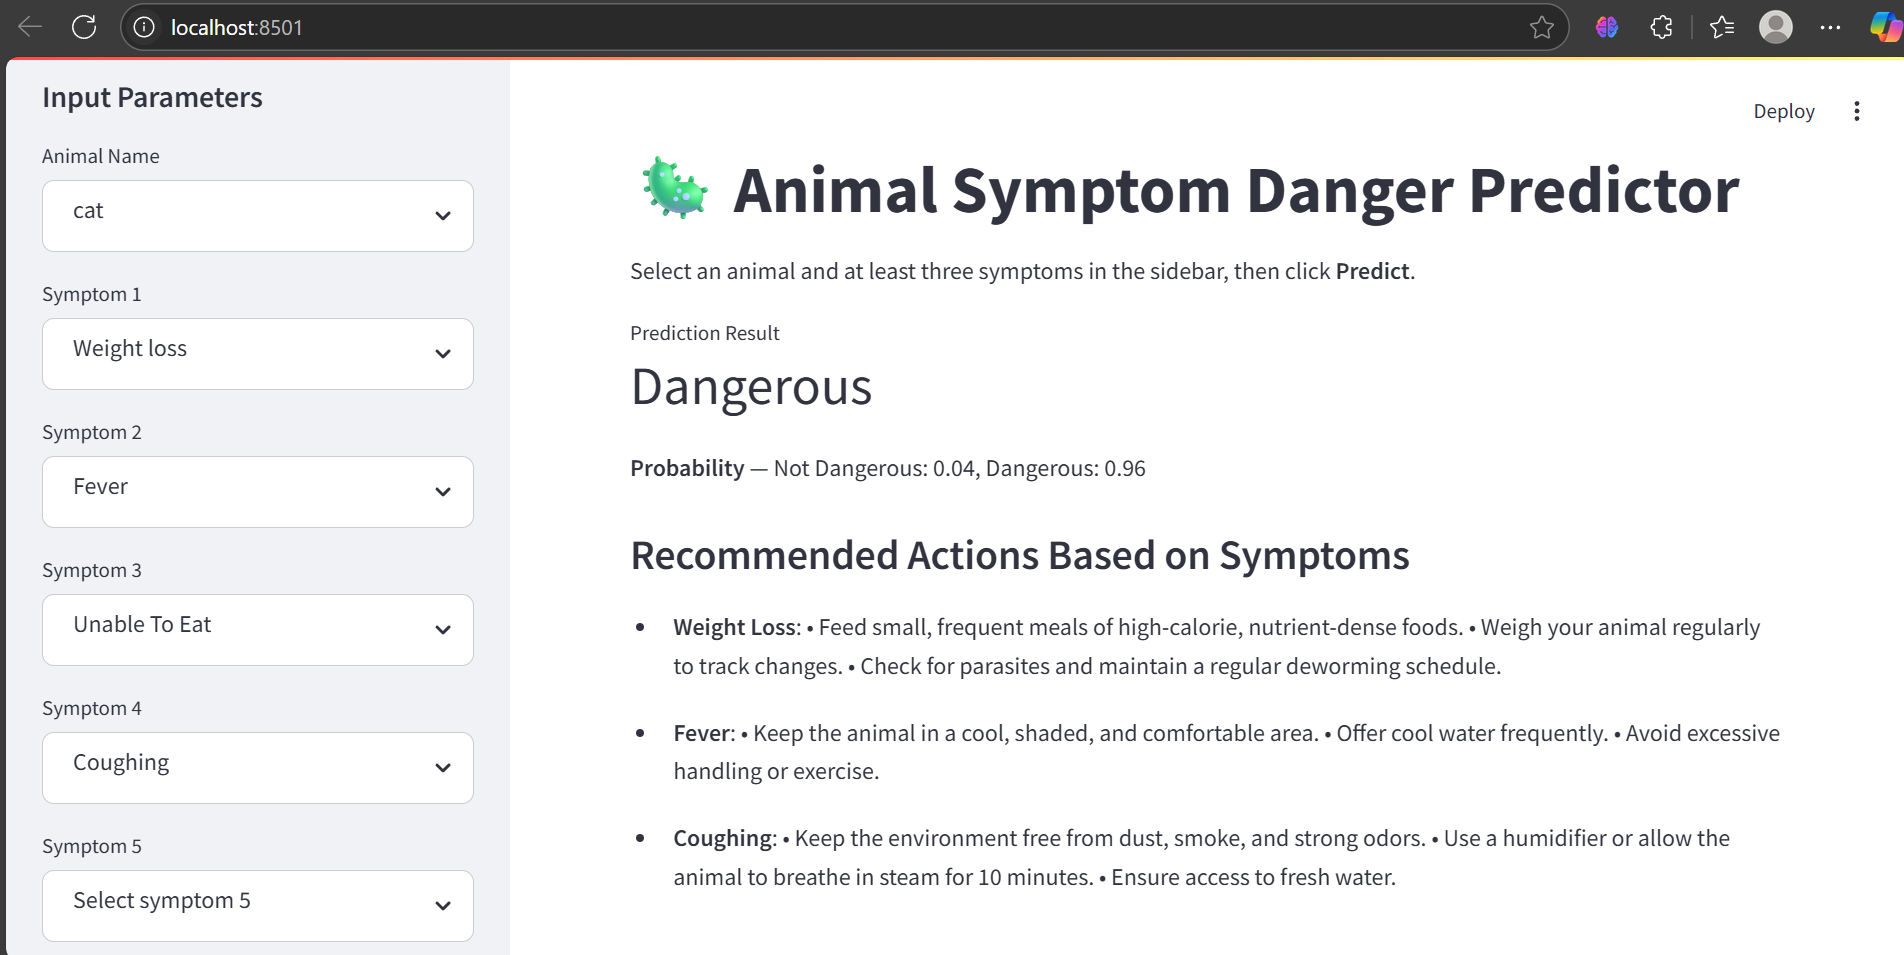 localhost:8501
Input Parameters
Animal Name
cat
Symptom 1
Weight loss
Symptom 2
Fever
Symptom 3
Unable To Eat
Symptom 4
Coughing
Symptom 5
Select symptom 5
Deploy
Animal Symptom Danger Predictor
Select an animal and at least three symptoms in the sidebar, then click Predict.
Prediction Result
Dangerous
Probability — Not Dangerous: 0.04, Dangerous: 0.96
Recommended Actions Based on Symptoms
• Weight Loss: • Feed small, frequent meals of high-calorie, nutrient-dense foods. • Weigh your animal regularly
to track changes. • Check for parasites and maintain a regular deworming schedule.
• Fever: • Keep the animal in a cool, shaded, and comfortable area. • Offer cool water frequently. • Avoid excessive
handling or exercise.
• Coughing: • Keep the environment free from dust, smoke, and strong odors. • Use a humidifier or allow the
animal to breathe in steam for 10 minutes. • Ensure access to fresh water.